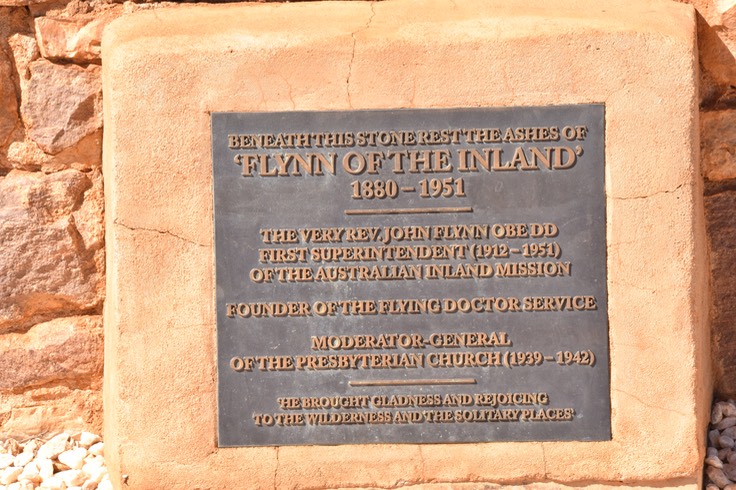 BENEATH THIS STONE REST THE ASHES OF
'FLYNN OF THE INLAND'
1880 – 1951
THE VERY REV. JOHN FLYNN OBE DD
FIRST SUPERINTENDENT (1912 – 1951)
OF THE AUSTRALIAN INLAND MISSION
FOUNDER OF THE FLYING DOCTOR SERVICE
MODERATOR-GENERAL
OF THE PRESBYTERIAN CHURCH (1939 – 1942)
'HE BROUGHT GLADNESS AND REJOICING
TO THE WILDERNESS AND THE SOLITARY PLACES'